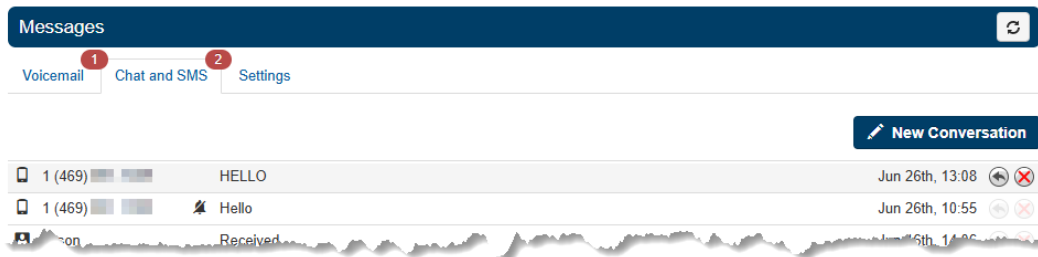 Messages
1 2
Voicemail Chat and SMS Settings
New Conversation
1 (469) HELLO Jun 26th, 13:08
1 (469) Hello Jun 26th, 10:55
Received